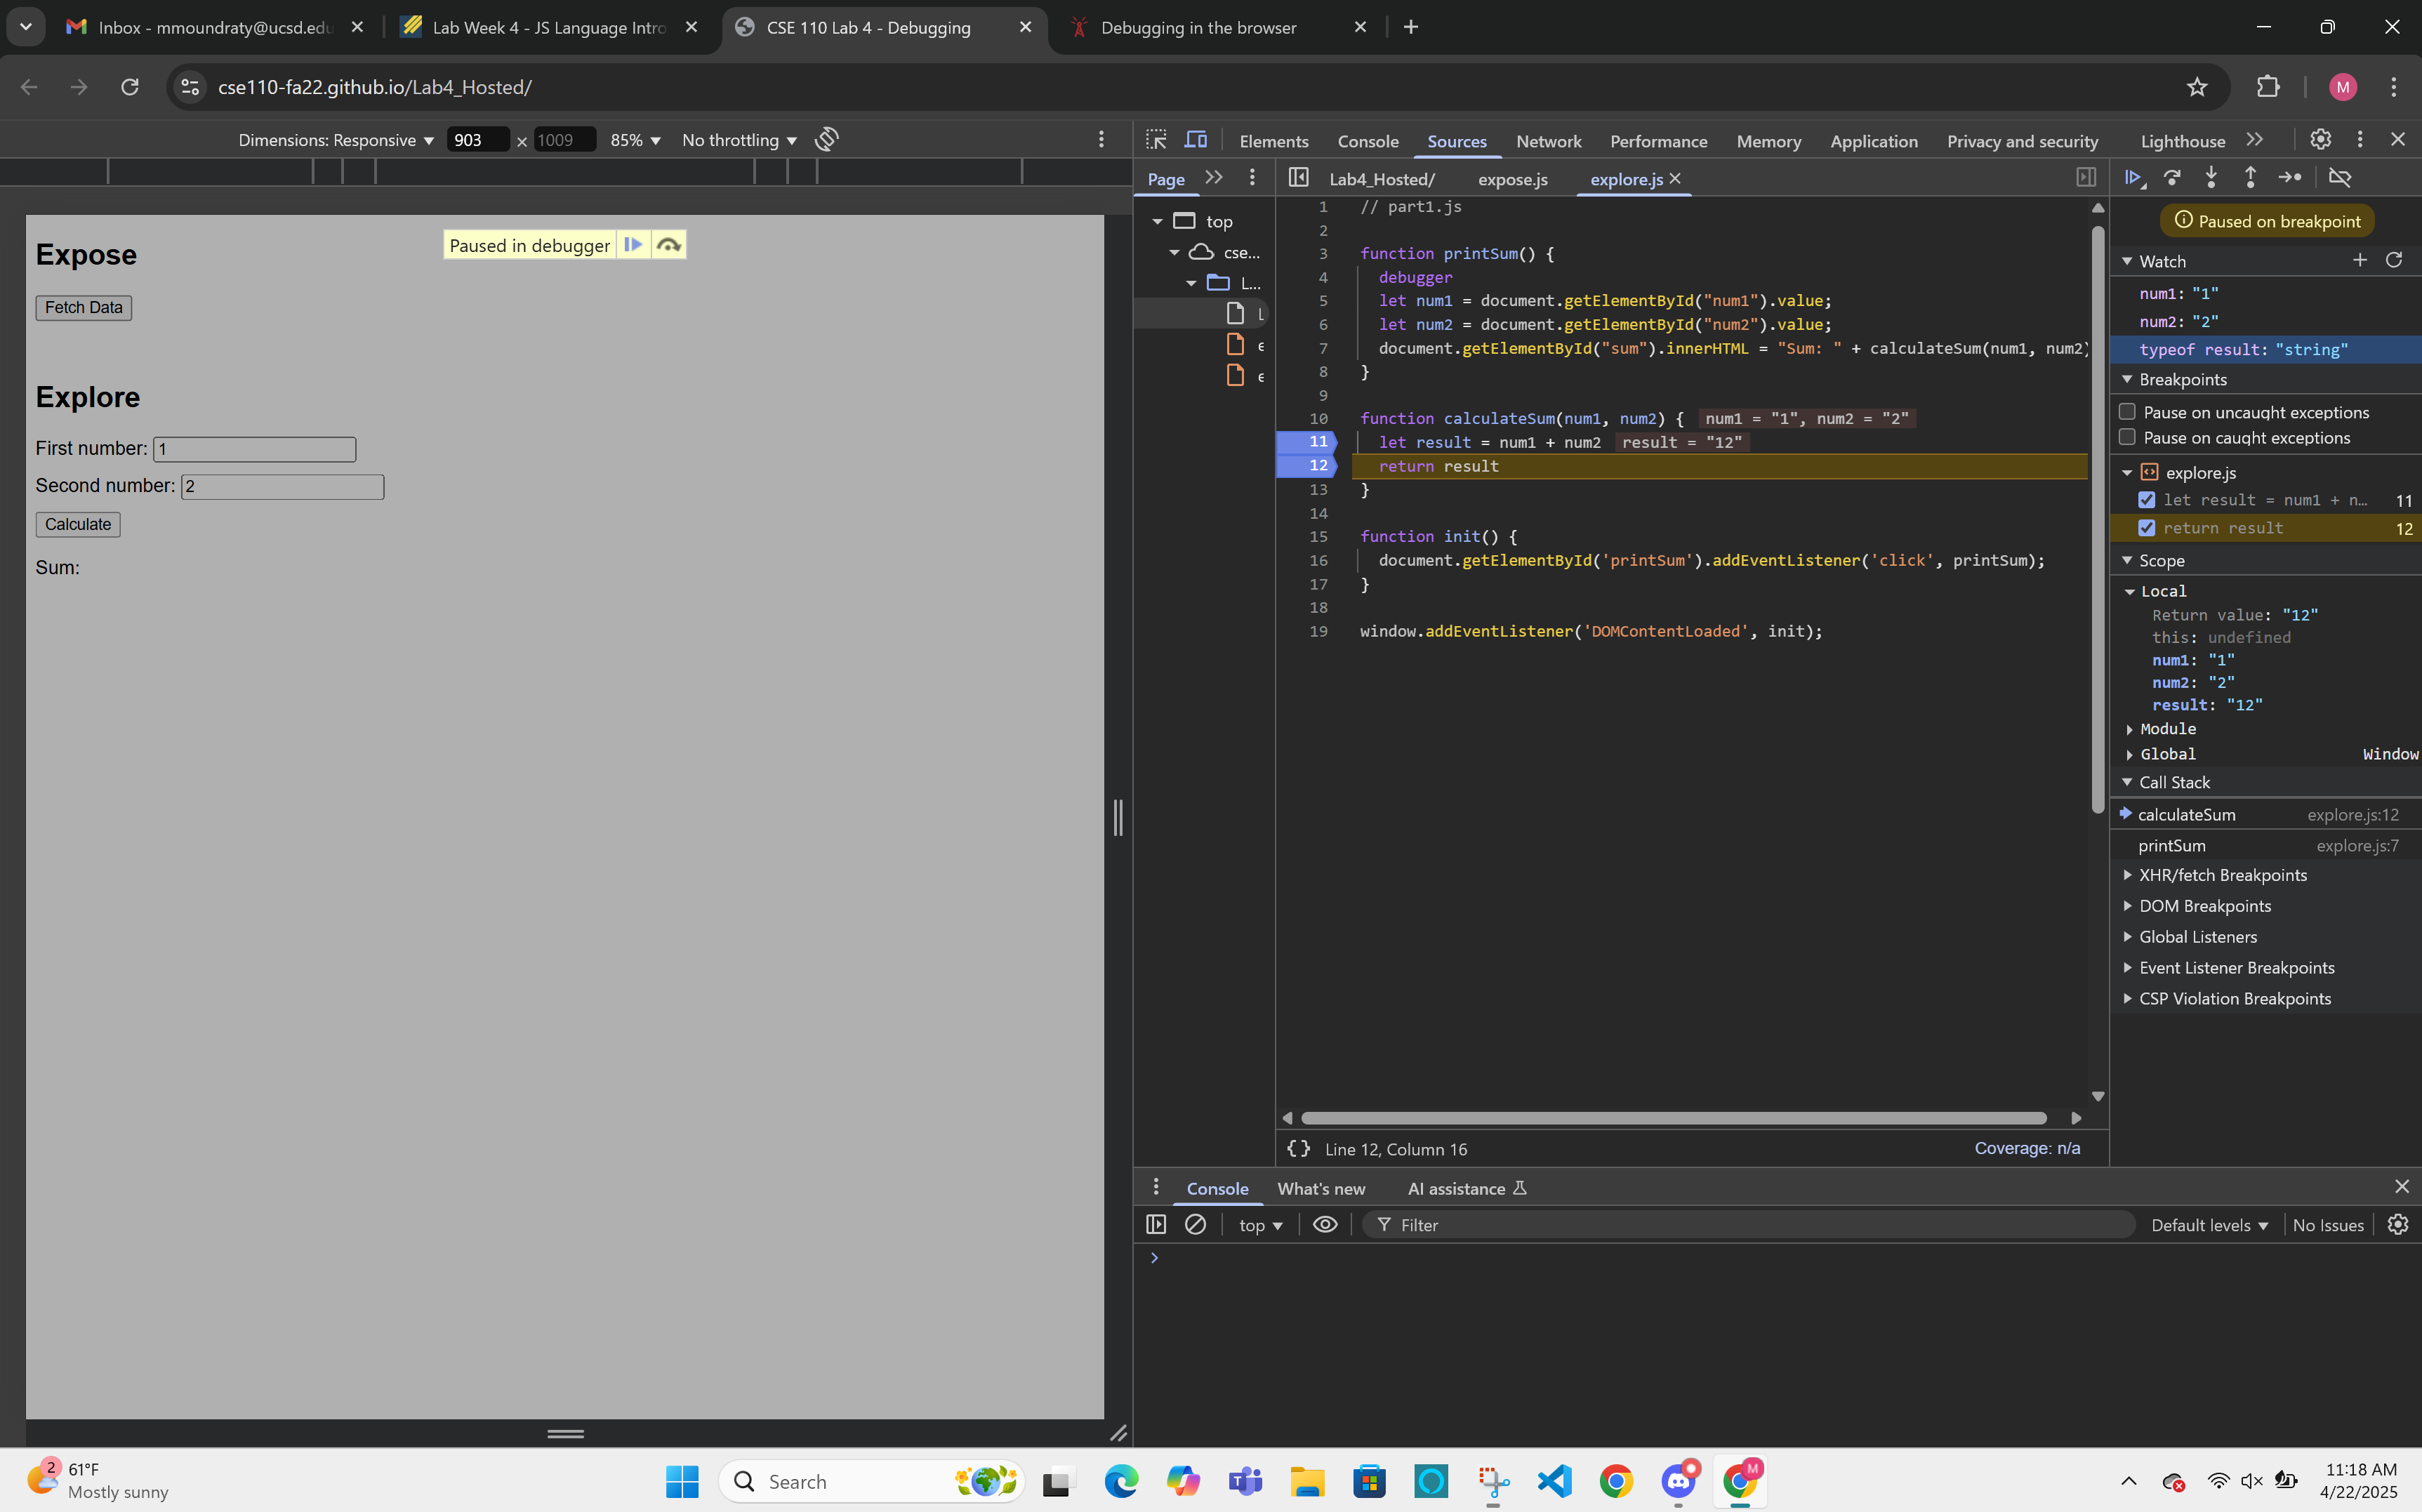 Inbox - mmoundraty@ucsd.edu
Lab Week 4 - JS Language Intro
CSE 110 Lab 4 - Debugging
Debugging in the browser
cse110-fa22.github.io/Lab4_Hosted/
M
Dimensions: Responsive
903 × 1009
85%
No throttling
Elements
Console
Sources
Network
Performance
Memory
Application
Privacy and security
Lighthouse
Page
top
cse...
L...
L
e
e
Lab4_Hosted/
expose.js
explore.js
1 // part1.js
2
3 function printSum() {
4 debugger
5 let num1 = document.getElementById("num1").value;
6 let num2 = document.getElementById("num2").value;
7 document.getElementById("sum").innerHTML = "Sum: " + calculateSum(num1, num2)
8 }
9
10 function calculateSum(num1, num2) { num1 = "1", num2 = "2"
11 let result = num1 + num2 result = "12"
12 return result
13 }
14
15 function init() {
16 document.getElementById('printSum').addEventListener('click', printSum);
17 }
18
19 window.addEventListener('DOMContentLoaded', init);
Line 12, Column 16
Coverage: n/a
Paused on breakpoint
Watch
num1: "1"
num2: "2"
typeof result: "string"
Breakpoints
Pause on uncaught exceptions
Pause on caught exceptions
explore.js
let result = num1 + n… 11
return result 12
Scope
Local
Return value: "12"
this: undefined
num1: "1"
num2: "2"
result: "12"
Module
Global Window
Call Stack
calculateSum explore.js:12
printSum explore.js:7
XHR/fetch Breakpoints
DOM Breakpoints
Global Listeners
Event Listener Breakpoints
CSP Violation Breakpoints
Paused in debugger
Expose
Fetch Data
Explore
First number: 1
Second number: 2
Calculate
Sum:
Console
What's new
AI assistance
top
Filter
Default levels
No Issues
2
61°F
Mostly sunny
Search
M
11:18 AM
4/22/2025